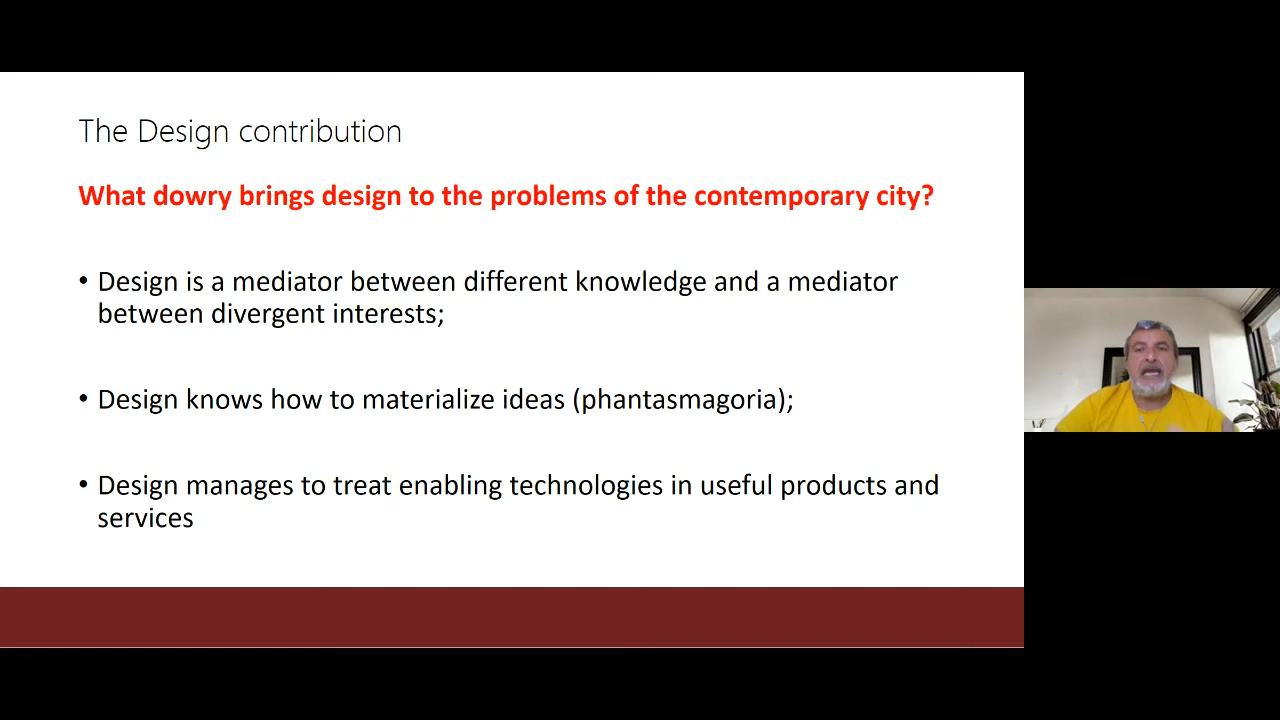 The Design contribution
What dowry brings design to the problems of the contemporary city?
• Design is a mediator between different knowledge and a mediator
between divergent interests;
• Design knows how to materialize ideas (phantasmagoria);
• Design manages to treat enabling technologies in useful products and
services